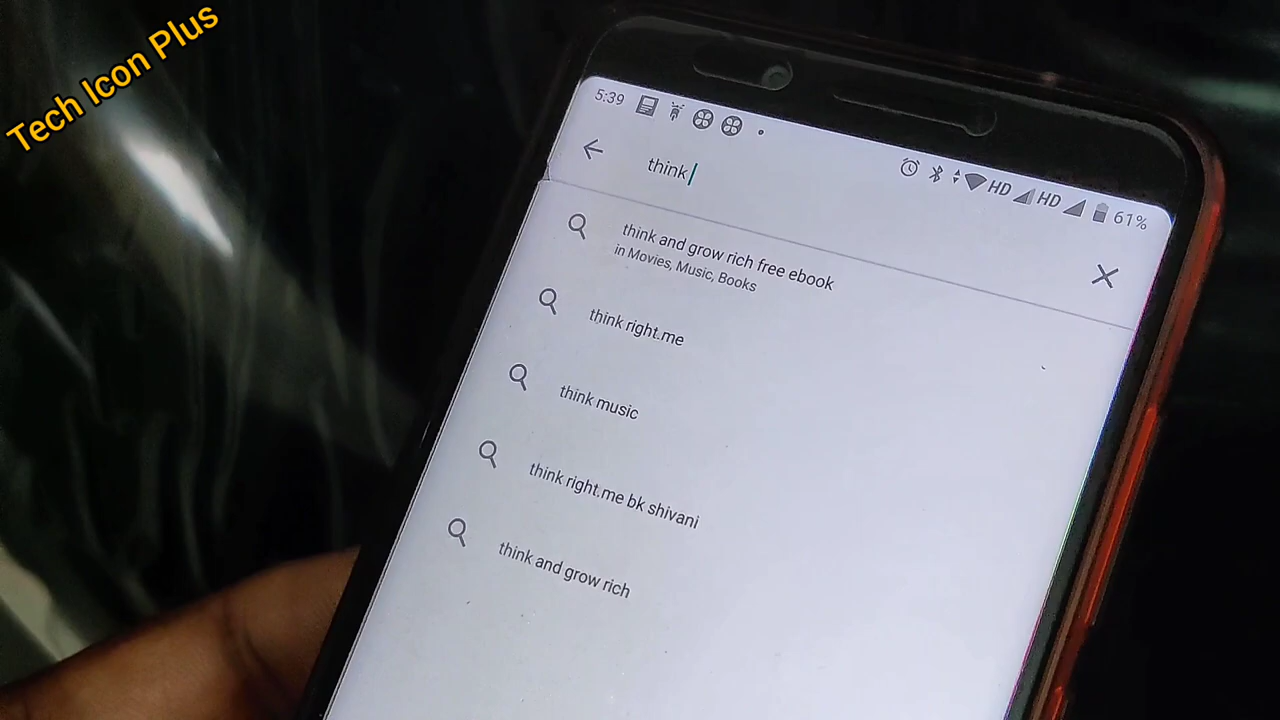 Tech Icon Plus
5:39
HD
HD
61%
think
think and grow rich free ebook
in Movies, Music, Books
think right.me
think music
think right.me bk shivani
think and grow rich